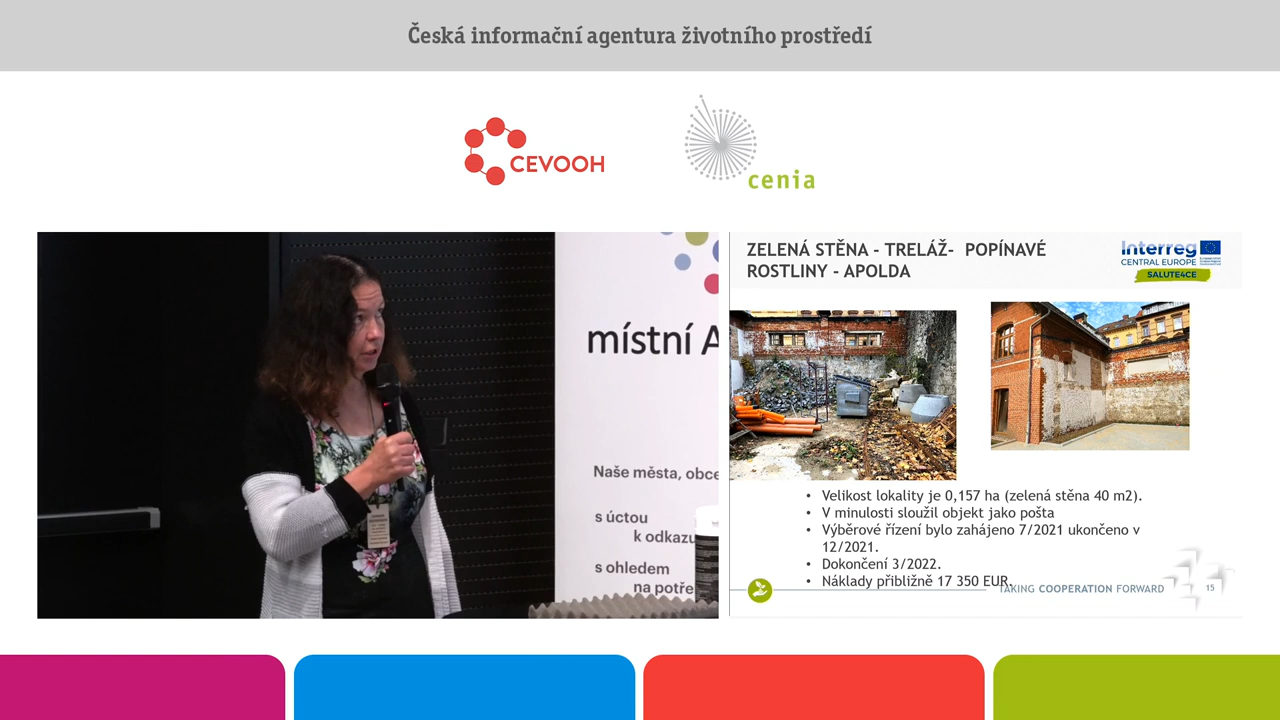 Česká informační agentura životního prostředí
CEVOOH
cenia
místní A
Naše města, obce
s úctou
k odkazu
s ohledem
na potře
ZELENÁ STĚNA - TRELÁŽ- POPÍNAVÉ
ROSTLINY - APOLDA
Interreg
CENTRAL EUROPE
SALUTE4CE
• Velikost lokality je 0,157 ha (zelená stěna 40 m2).
• V minulosti sloužil objekt jako pošta
• Výběrové řízení bylo zahájeno 7/2021 ukončeno v
12/2021.
• Dokončení 3/2022.
• Náklady přibližně 17 350 EUR.
TAKING COOPERATION FORWARD
15